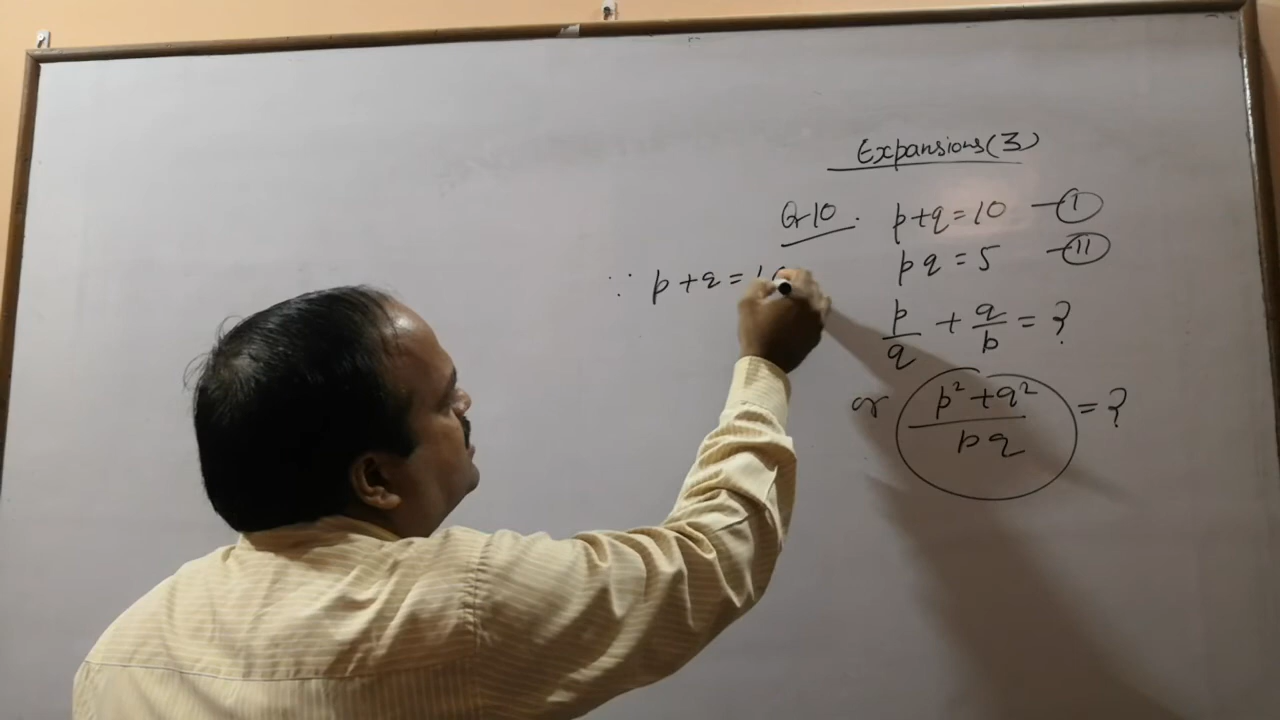 Expansions(3)
Q-10. p+q=10 — I
pq = 5 — II
∵ p+q = 10
p/q + q/p = ?
or (p²+q²)/pq = ?